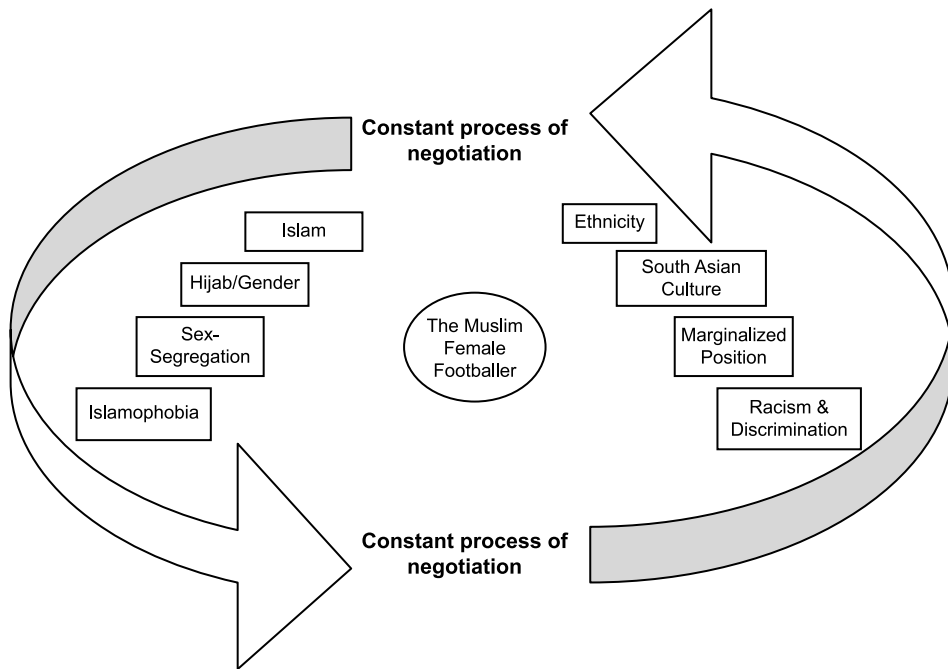 Constant process of
negotiation
Islam
Hijab/Gender
Sex-
Segregation
Islamophobia
The Muslim
Female
Footballer
Ethnicity
South Asian
Culture
Marginalized
Position
Racism &
Discrimination
Constant process of
negotiation